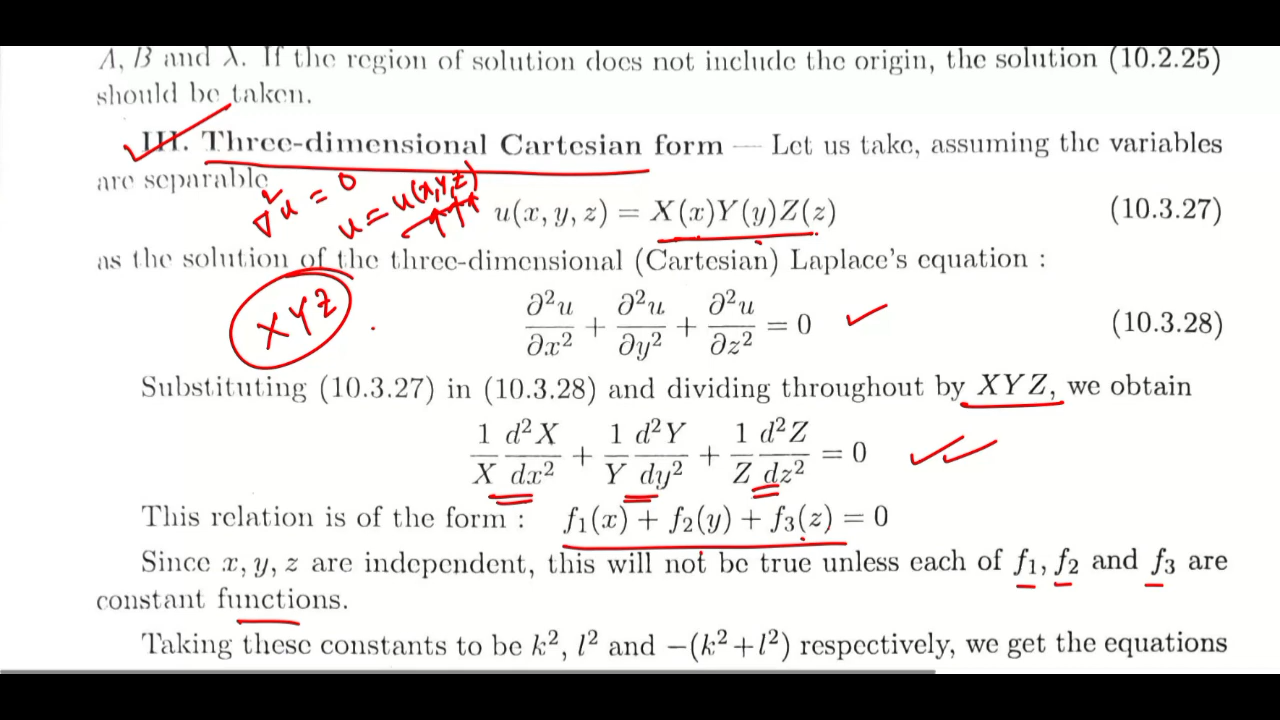 A, B and λ. If the region of solution does not include the origin, the solution (10.2.25)
should be taken.
III. Three-dimensional Cartesian form — Let us take, assuming the variables
are separable
∇²u = 0
u = u(x,y,z)
u(x, y, z) = X(x)Y(y)Z(z) (10.3.27)
as the solution of the three-dimensional (Cartesian) Laplace's equation :
XYZ
∂²u/∂x² + ∂²u/∂y² + ∂²u/∂z² = 0 (10.3.28)
Substituting (10.3.27) in (10.3.28) and dividing throughout by XYZ, we obtain
1/X d²X/dx² + 1/Y d²Y/dy² + 1/Z d²Z/dz² = 0
This relation is of the form : f₁(x) + f₂(y) + f₃(z) = 0
Since x, y, z are independent, this will not be true unless each of f₁, f₂ and f₃ are
constant functions.
Taking these constants to be k², l² and −(k²+l²) respectively, we get the equations